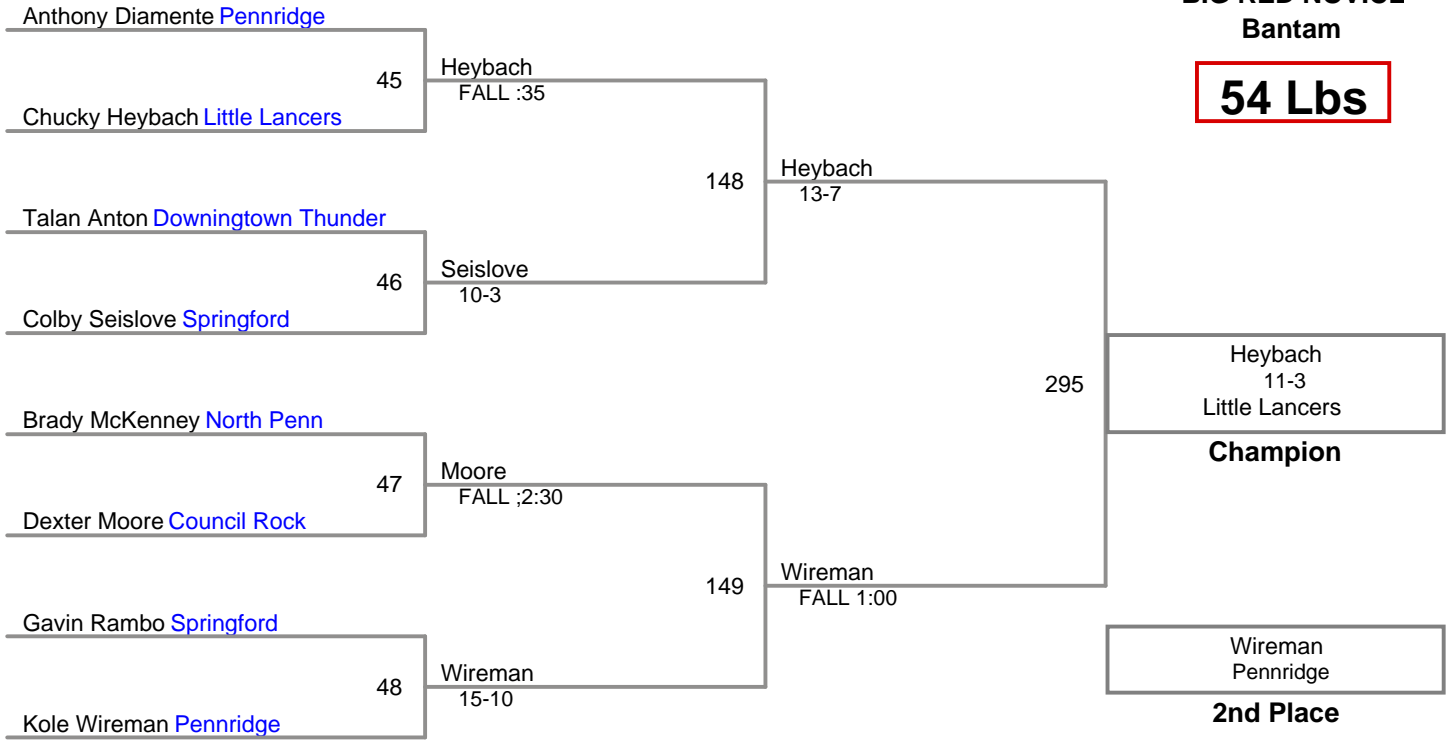 Bantam
54 Lbs
Anthony Diamente Pennridge
45
Heybach
FALL :35
Chucky Heybach Little Lancers
148
Heybach
13-7
Talan Anton Downingtown Thunder
46
Seislove
10-3
Colby Seislove Springford
295
Heybach
11-3
Little Lancers
Champion
Brady McKenney North Penn
47
Moore
FALL ;2:30
Dexter Moore Council Rock
149
Wireman
FALL 1:00
Gavin Rambo Springford
48
Wireman
15-10
Kole Wireman Pennridge
Wireman
Pennridge
2nd Place